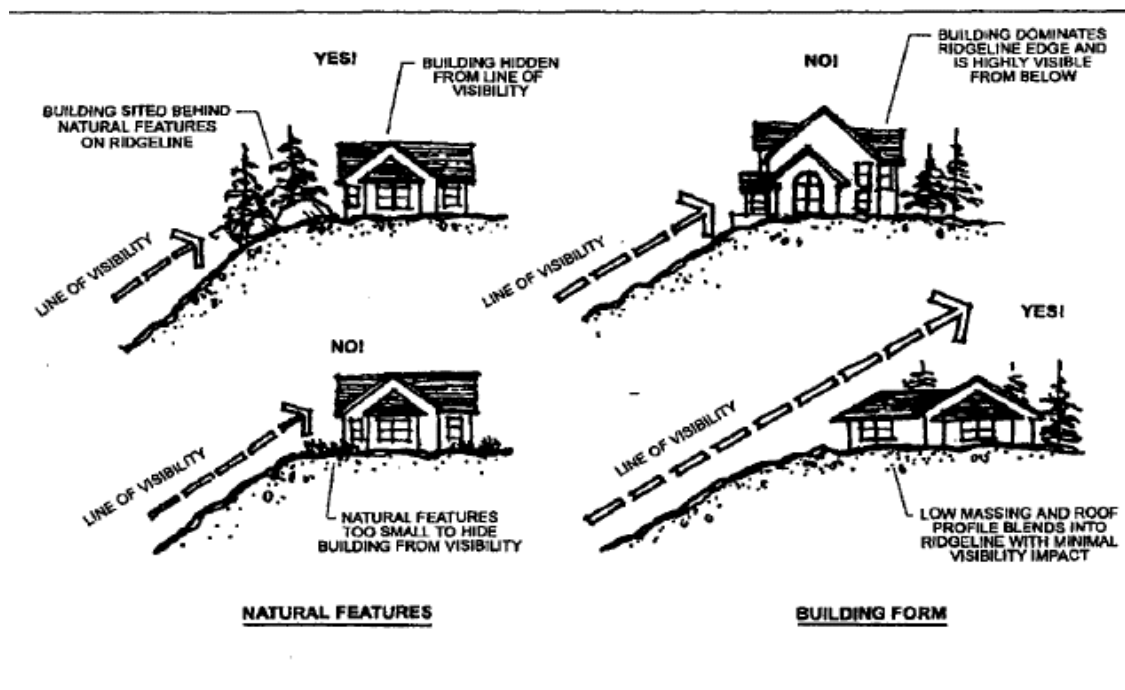 YES!
BUILDING HIDDEN
FROM LINE OF
VISIBILITY
BUILDING SITED BEHIND
NATURAL FEATURES
ON RIDGELINE
LINE OF VISIBILITY
NO!
BUILDING DOMINATES
RIDGELINE EDGE AND
IS HIGHLY VISIBLE
FROM BELOW
LINE OF VISIBILITY
NO!
LINE OF VISIBILITY
NATURAL FEATURES
TOO SMALL TO HIDE
BUILDING FROM VISIBILITY
YES!
LINE OF VISIBILITY
LOW MASSING AND ROOF
PROFILE BLENDS INTO
RIDGELINE WITH MINIMAL
VISIBILITY IMPACT
NATURAL FEATURES
BUILDING FORM